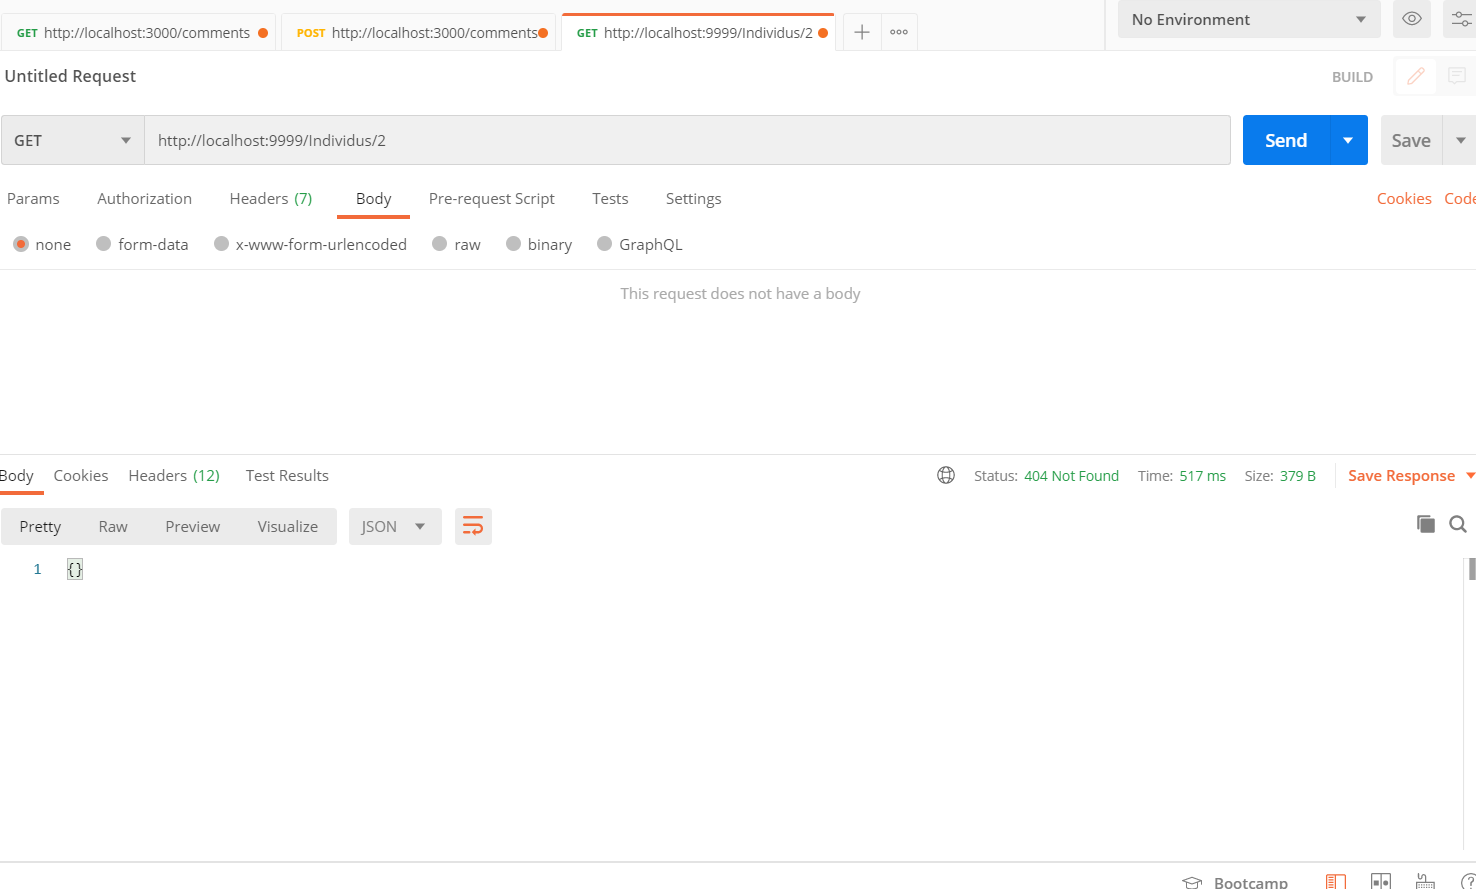 GET http://localhost:3000/comments POST http://localhost:3000/comments GET http://localhost:9999/Individus/2 No Environment
Untitled Request BUILD
GET http://localhost:9999/Individus/2 Send Save
Params Authorization Headers (7) Body Pre-request Script Tests Settings Cookies Code
none form-data x-www-form-urlencoded raw binary GraphQL
This request does not have a body
Body Cookies Headers (12) Test Results Status: 404 Not Found Time: 517 ms Size: 379 B Save Response
Pretty Raw Preview Visualize JSON
1 {}
Bootcamp